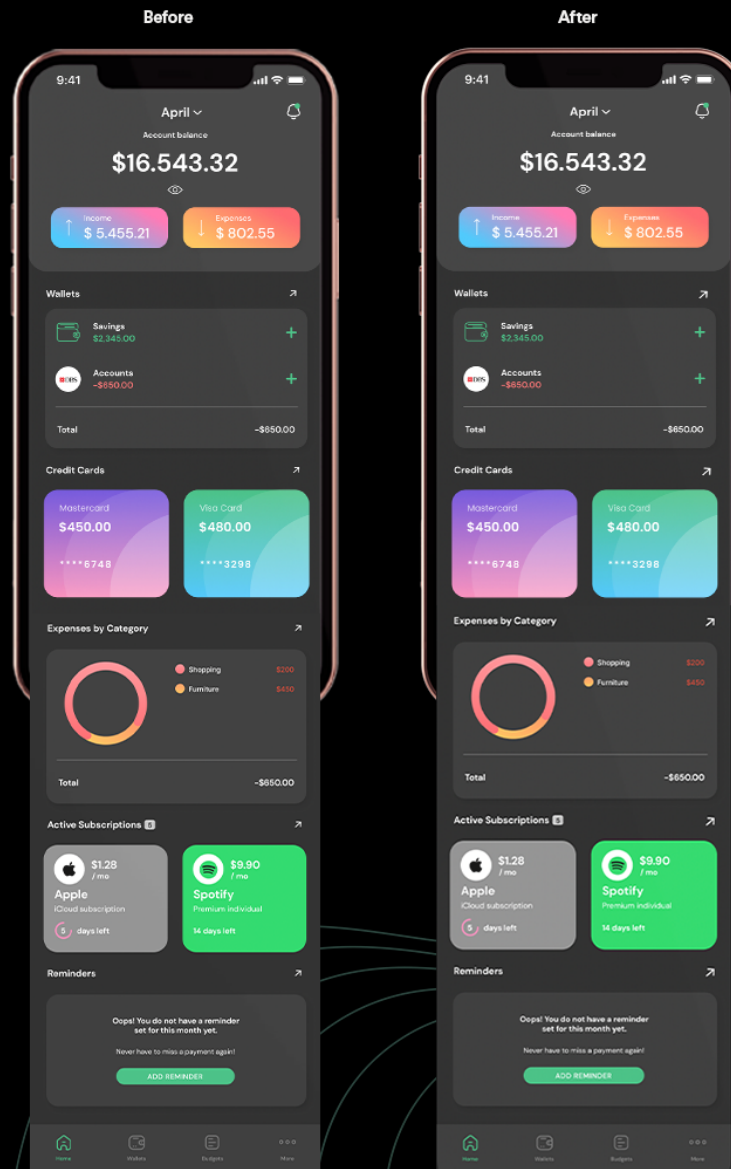 Before
9:41
April
Account balance
$16.543.32
Income
$ 5.455.21
Expenses
$ 802.55
Wallets
Savings
$2,345.00
+
DBS
Accounts
-$650.00
+
Total -$650.00
Credit Cards
Mastercard
$450.00
****6748
Visa Card
$480.00
****3298
Expenses by Category
Shopping $200
Furniture $450
Total -$650.00
Active Subscriptions 5
$1.28
/ mo
Apple
iCloud subscription
5 days left
$9.90
/ mo
Spotify
Premium individual
14 days left
Reminders
Oops! You do not have a reminder
set for this month yet.
Never have to miss a payment again!
ADD REMINDER
Home Wallets Budgets More
After
9:41
April
Account balance
$16.543.32
Income
$ 5.455.21
Expenses
$ 802.55
Wallets
Savings
$2,345.00
+
DBS
Accounts
-$650.00
+
Total -$650.00
Credit Cards
Mastercard
$450.00
****6748
Visa Card
$480.00
****3298
Expenses by Category
Shopping $200
Furniture $450
Total -$650.00
Active Subscriptions 5
$1.28
/ mo
Apple
iCloud subscription
5 days left
$9.90
/ mo
Spotify
Premium individual
14 days left
Reminders
Oops! You do not have a reminder
set for this month yet.
Never have to miss a payment again!
ADD REMINDER
Home Wallets Budgets More